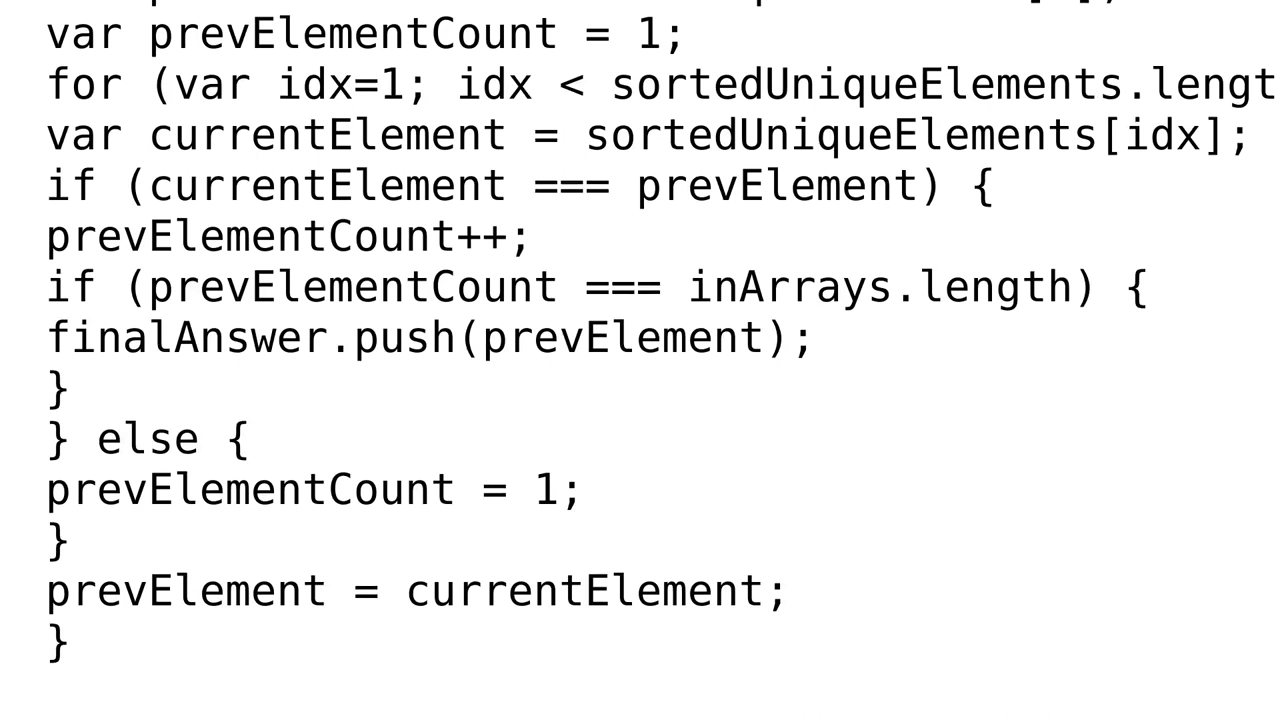 var prevElementCount = 1;
for (var idx=1; idx < sortedUniqueElements.lengt
var currentElement = sortedUniqueElements[idx];
if (currentElement === prevElement) {
prevElementCount++;
if (prevElementCount === inArrays.length) {
finalAnswer.push(prevElement);
}
} else {
prevElementCount = 1;
}
prevElement = currentElement;
}